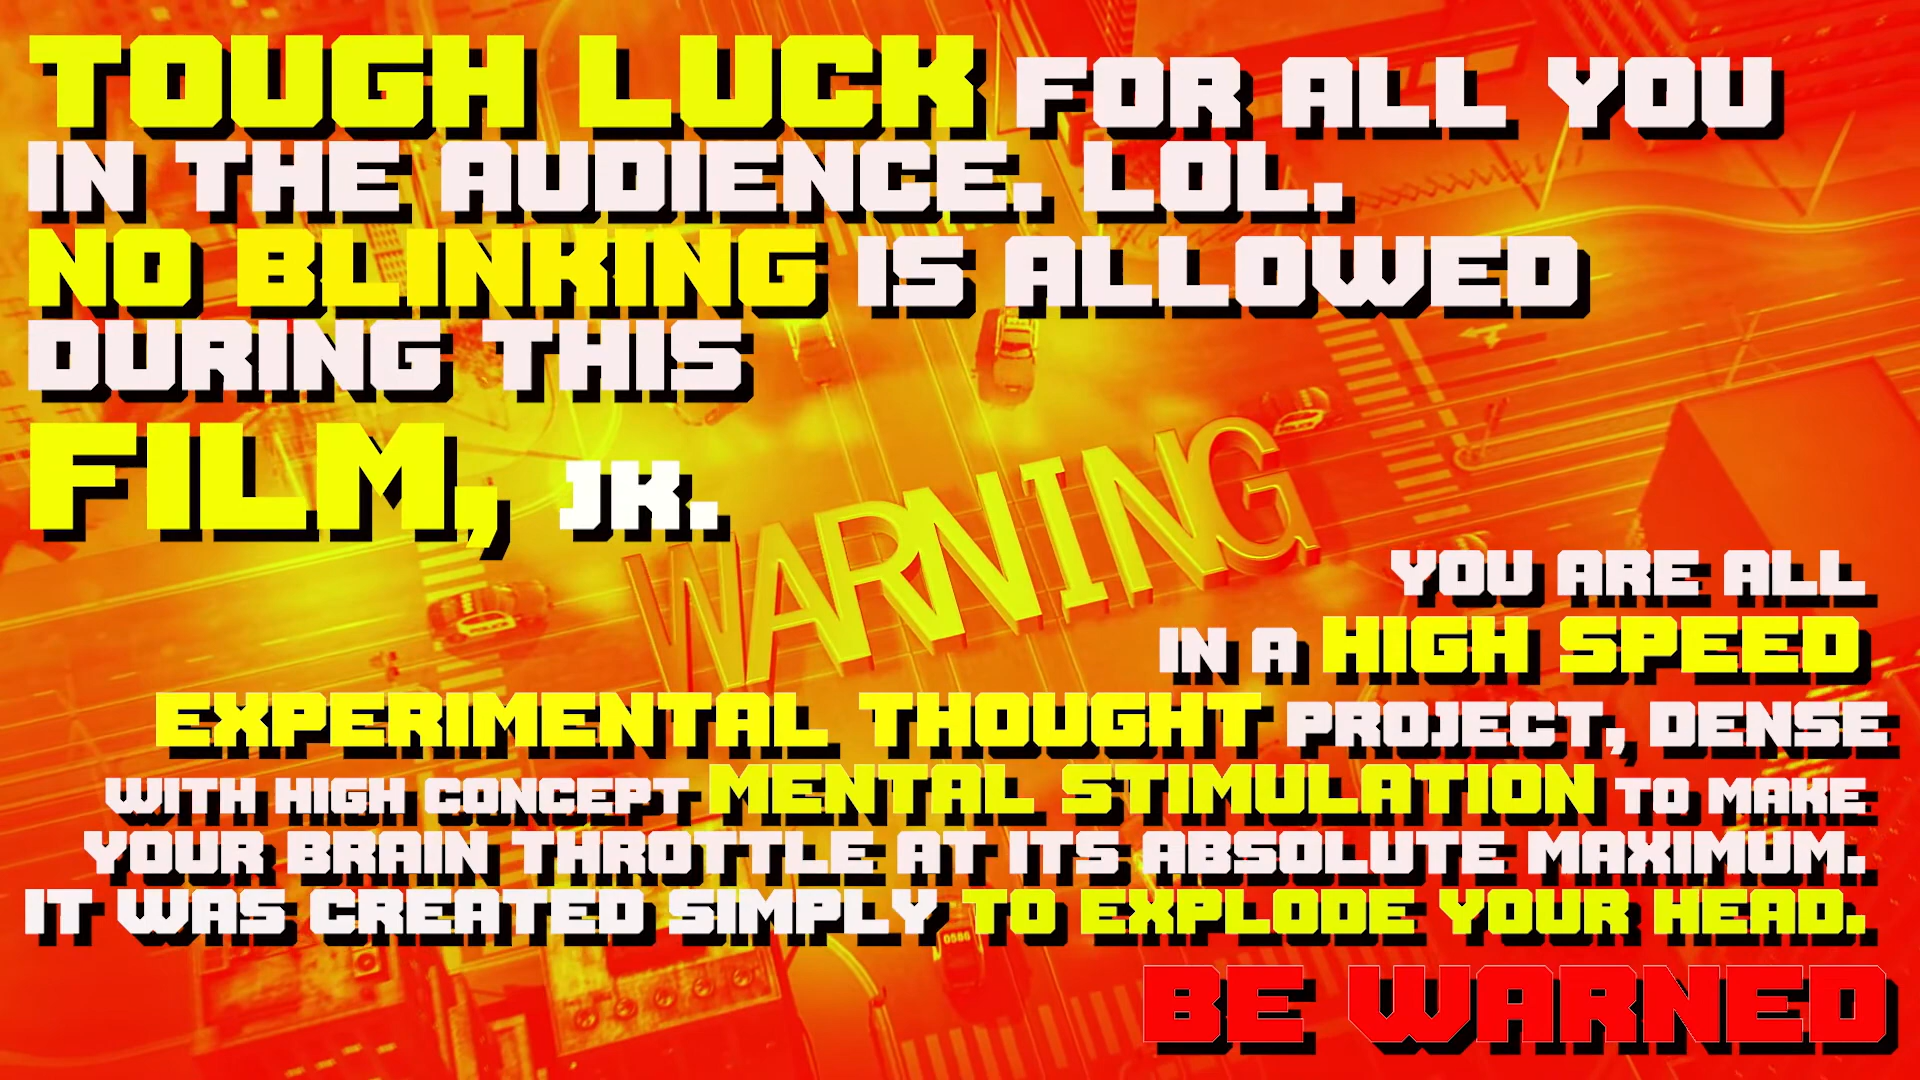 TOUGH LUCK FOR ALL YOU
IN THE AUDIENCE. LOL.
NO BLINKING IS ALLOWED
DURING THIS
FILM, JK.
WARNING
YOU ARE ALL
IN A HIGH SPEED
EXPERIMENTAL THOUGHT PROJECT, DENSE
WITH HIGH CONCEPT MENTAL STIMULATION TO MAKE
YOUR BRAIN THROTTLE AT ITS ABSOLUTE MAXIMUM.
IT WAS CREATED SIMPLY TO EXPLODE YOUR HEAD.
0586
BE WARNED